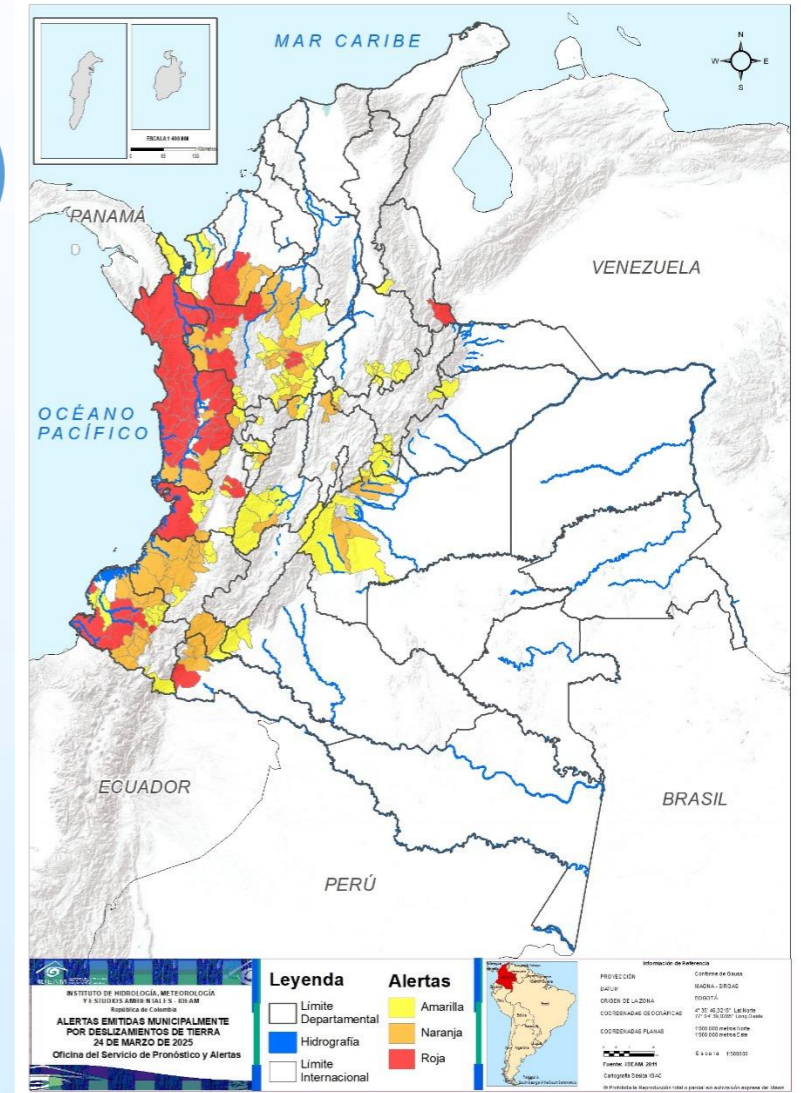 MAR CARIBE
N
W
E
S
PANAMÁ
VENEZUELA
OCÉANO
PACÍFICO
ECUADOR
BRASIL
PERÚ
INSTITUTO DE HIDROLOGÍA, METEOROLOGÍA
Y ESTUDIOS AMBIENTALES - IDEAM
República de Colombia
ALERTAS EMITIDAS MUNICIPALMENTE
POR DESLIZAMIENTOS DE TIERRA
24 DE MARZO DE 2025
Oficina del Servicio de Pronóstico y Alertas
Leyenda
Límite
Departamental
Hidrografía
Límite
Internacional
Alertas
Amarilla
Naranja
Roja
Información de Referencia
PROYECCIÓN
Conforme de Gauss
DATUM
MAGNA - SIRGAS
ORIGEN DE LA ZONA
BOGOTÁ
COORDENADAS GEOGRÁFICAS
COORDENADAS PLANAS
1'000.000 metros Norte
1'000.000 metros Este
Escala
Fuente: IDEAM, 2011
Cartografía Básica IGAC